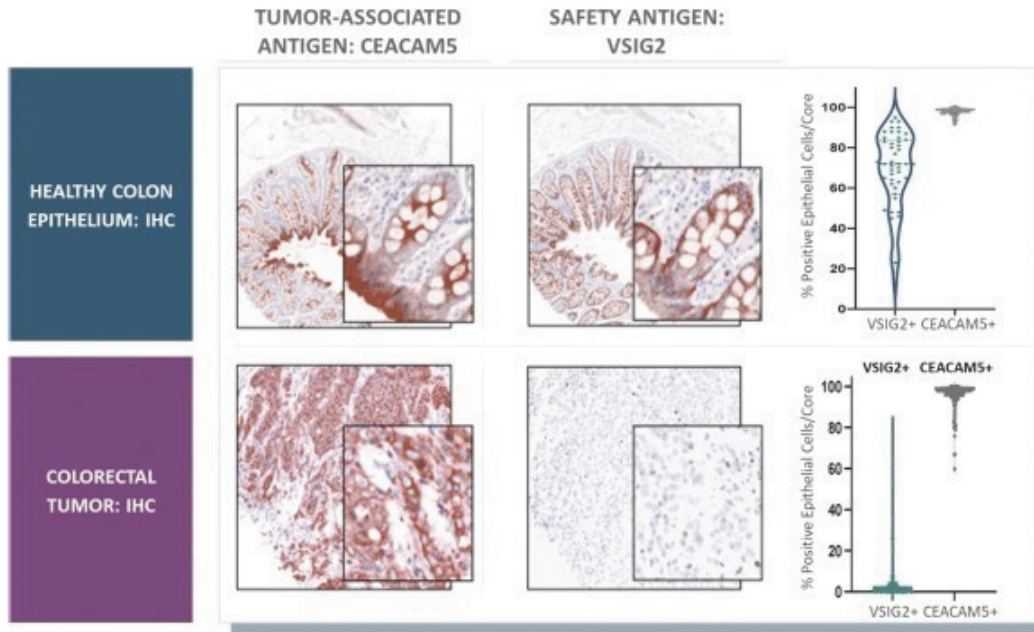 TUMOR-ASSOCIATED
ANTIGEN: CEACAM5
SAFETY ANTIGEN:
VSIG2
HEALTHY COLON
EPITHELIUM: IHC
% Positive Epithelial Cells/Core
100
80
60
40
20
0
VSIG2+ CEACAM5+
COLORECTAL
TUMOR: IHC
VSIG2+ CEACAM5+
% Positive Epithelial Cells/Core
100
80
60
40
20
0
VSIG2+ CEACAM5+